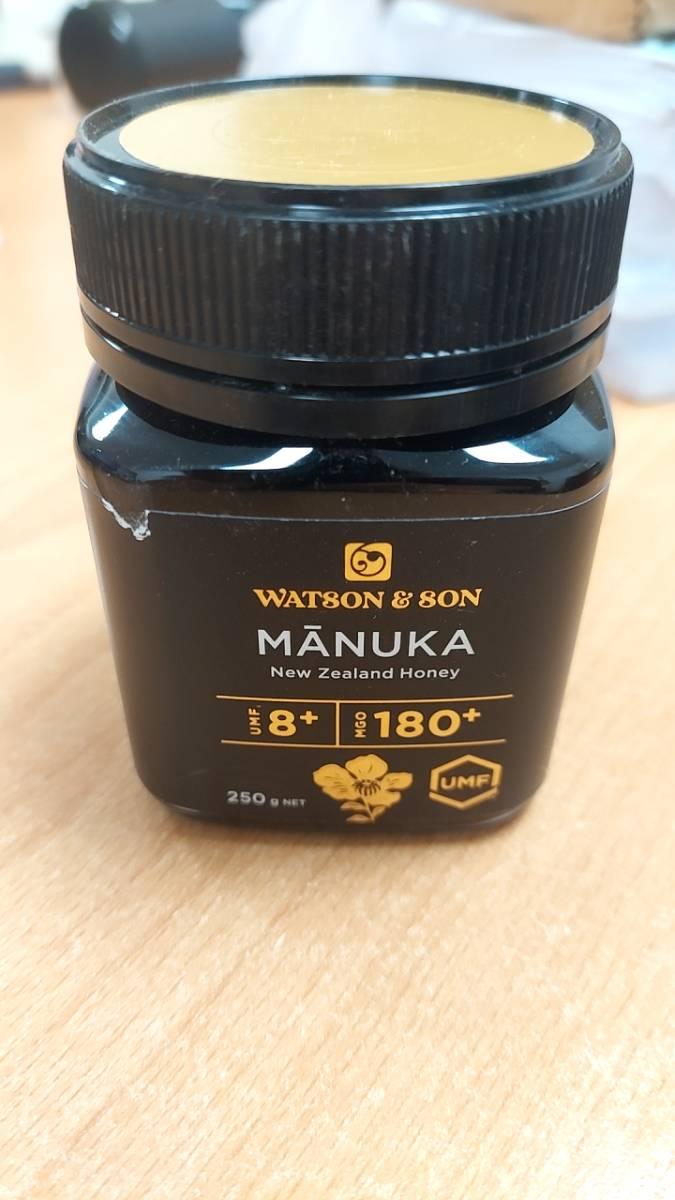 WATSON & SON
MĀNUKA
New Zealand Honey
UMF 8+ MGO 180+
250 g NET
UMF